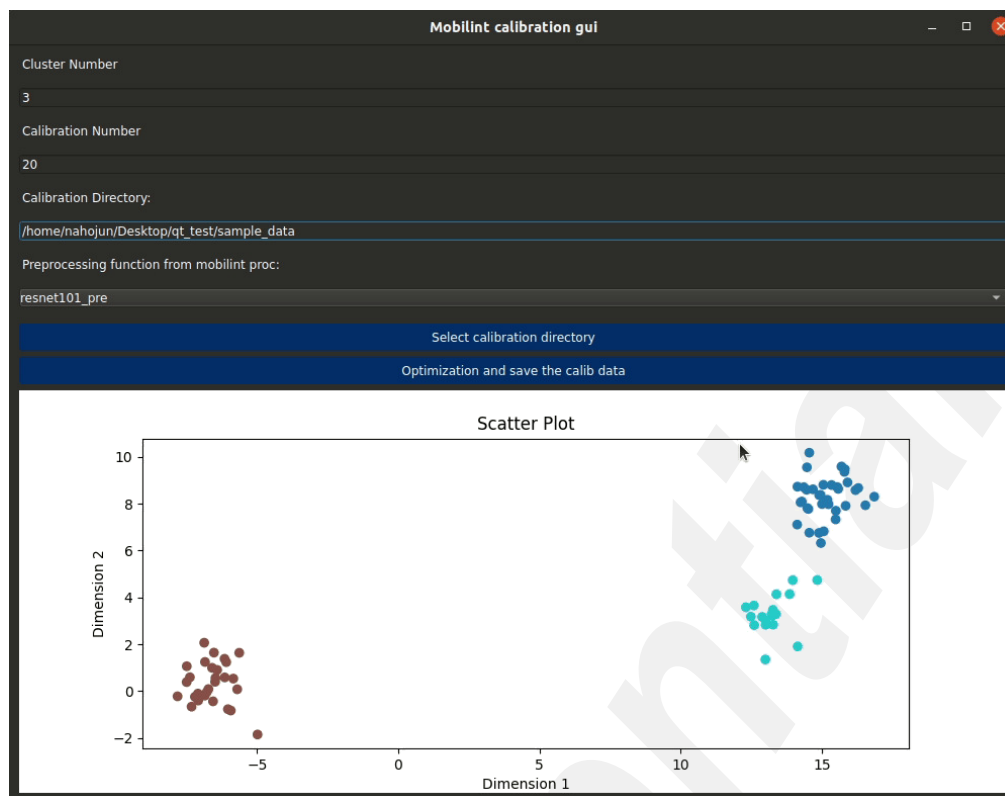 Mobilint calibration gui
Cluster Number
3
Calibration Number
20
Calibration Directory:
/home/nahojun/Desktop/qt_test/sample_data
Preprocessing function from mobilint proc:
resnet101_pre
Select calibration directory
Optimization and save the calib data
Scatter Plot
10
8
6
4
2
0
−2
Dimension 2
−5
0
5
10
15
Dimension 1